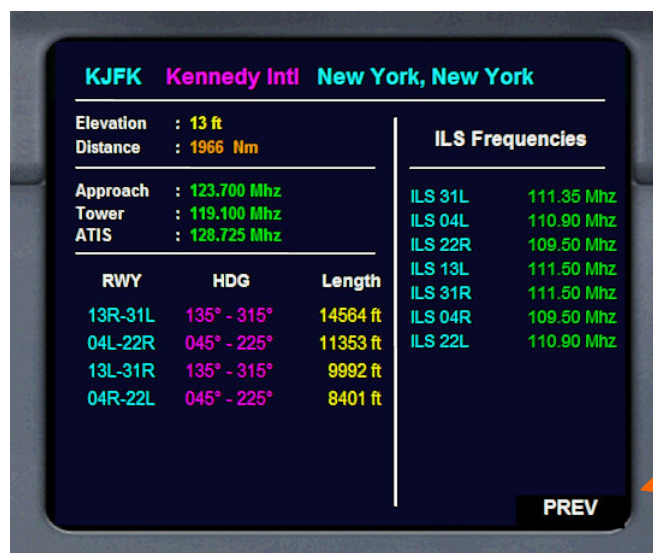 KJFK Kennedy Intl New York, New York
Elevation : 13 ft
Distance : 1966 Nm
Approach : 123.700 Mhz
Tower : 119.100 Mhz
ATIS : 128.725 Mhz
RWY HDG Length
13R-31L 135° - 315° 14564 ft
04L-22R 045° - 225° 11353 ft
13L-31R 135° - 315° 9992 ft
04R-22L 045° - 225° 8401 ft
ILS Frequencies
ILS 31L 111.35 Mhz
ILS 04L 110.90 Mhz
ILS 22R 109.50 Mhz
ILS 13L 111.50 Mhz
ILS 31R 111.50 Mhz
ILS 04R 109.50 Mhz
ILS 22L 110.90 Mhz
PREV